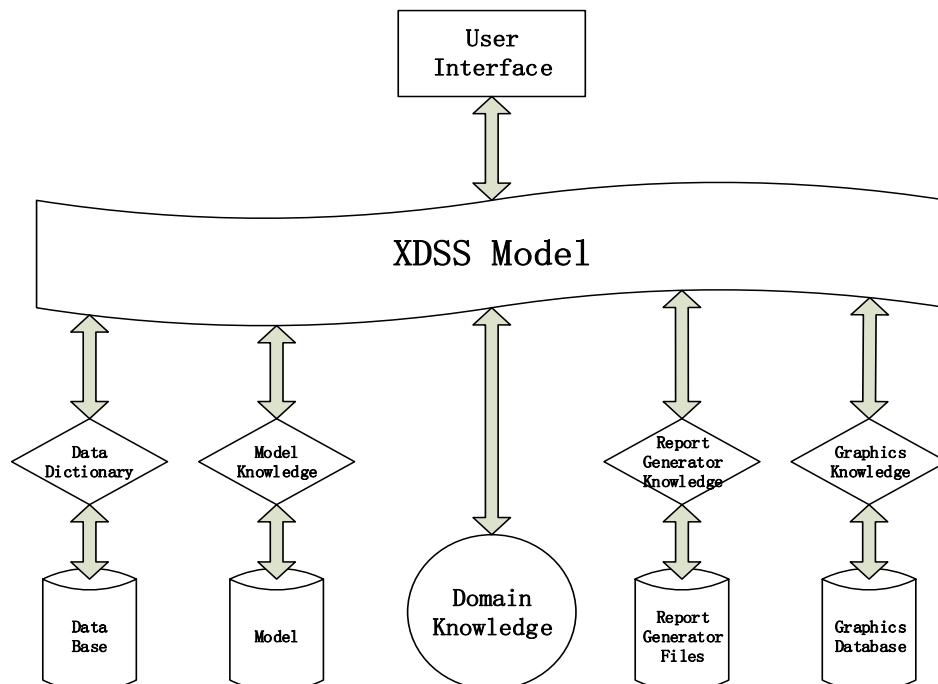 User
Interface
XDSS Model
Data
Dictionary
Model
Knowledge
Report
Generator
Knowledge
Graphics
Knowledge
Data
Base
Model
Domain
Knowledge
Report
Generator
Files
Graphics
Database